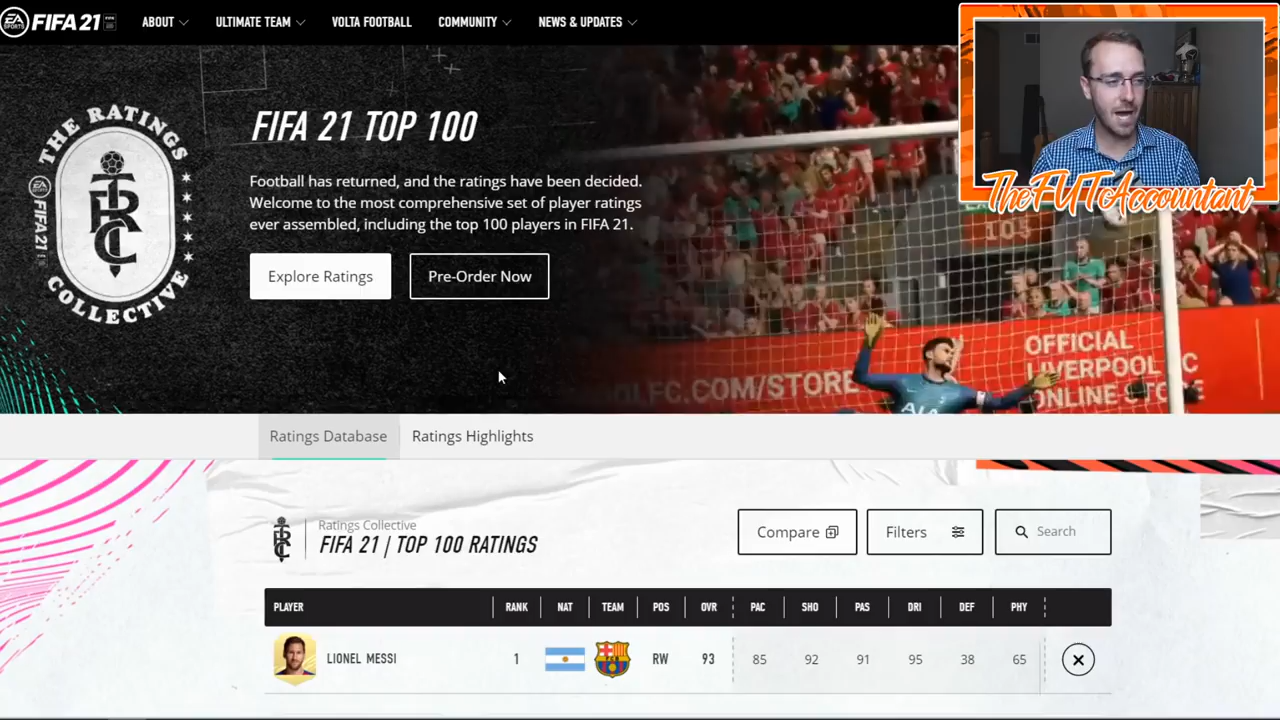 EA SPORTS FIFA 21
ABOUT
ULTIMATE TEAM
VOLTA FOOTBALL
COMMUNITY
NEWS & UPDATES
TheFUTAccountant
THE RATINGS
COLLECTIVE
EA SPORTS FIFA 21
FIFA 21 TOP 100
Football has returned, and the ratings have been decided.
Welcome to the most comprehensive set of player ratings
ever assembled, including the top 100 players in FIFA 21.
Explore Ratings
Pre-Order Now
OFFICIAL
LIVERPOOL FC
ONLINE STORE
LFC.COM/STORE
AIA
Ratings Database
Ratings Highlights
Ratings Collective
FIFA 21 | TOP 100 RATINGS
Compare
Filters
Search
PLAYER RANK NAT TEAM POS OVR PAC SHO PAS DRI DEF PHY
LIONEL MESSI 1 RW 93 85 92 91 95 38 65